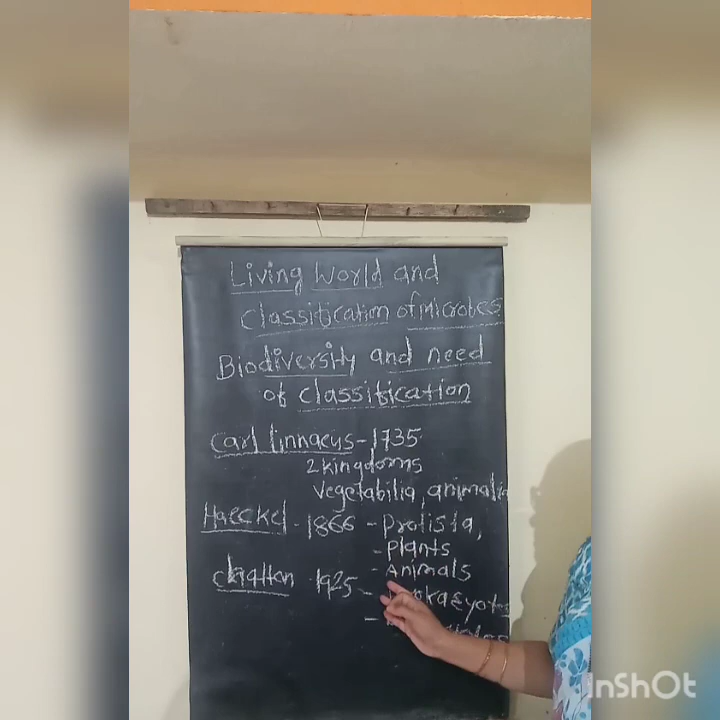 Living World and
Classification of Microbes
Biodiversity and need
of classification
Carl linnaeus - 1735
2 kingdoms
Vegetabilia, animalia
Haeckel - 1866 - Protista,
- Plants
- Animals
Chatton 1925 -
-
InShOt